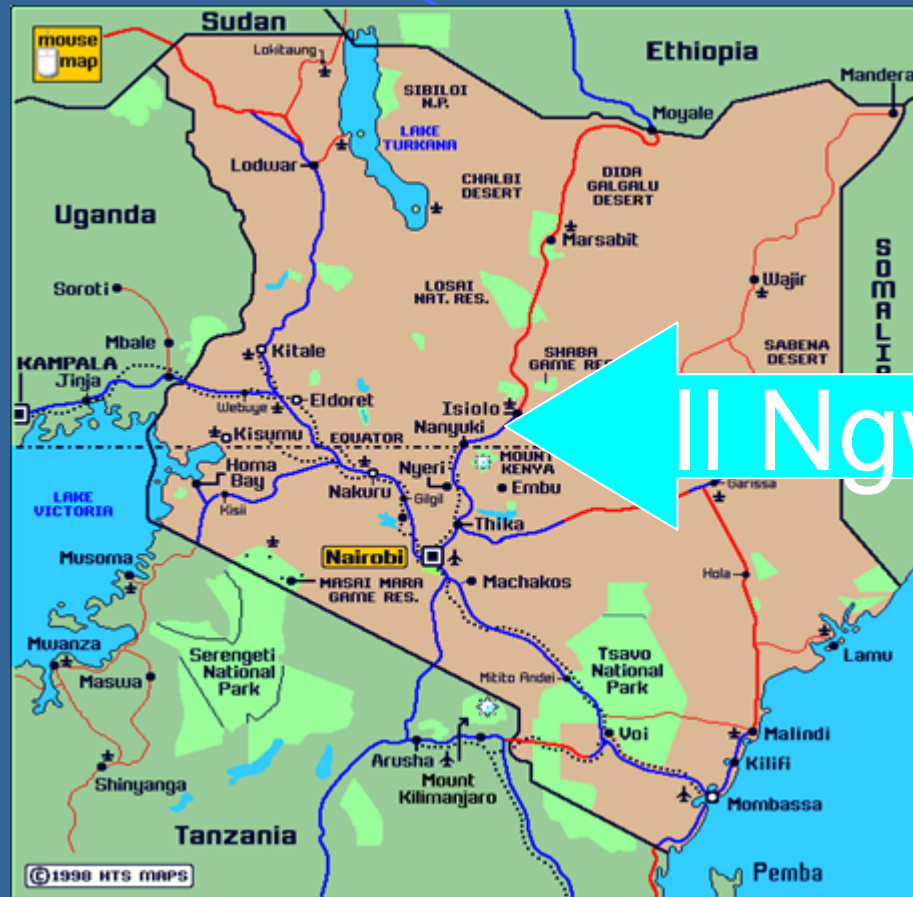 mouse
map
Sudan
Ethiopia
Lokitaung
Mandera
SIBILOI
N.P.
Moyale
LAKE
TURKANA
Lodwar
CHALBI
DESERT
DIDA
GALGALU
DESERT
Uganda
Marsabit
SOMALI
Soroti
LOSAI
NAT. RES.
Wajir
Mbale
Kitale
SHABA
GAME RES
SABENA
DESERT
KAMPALA
Jinja
Webuye
Eldoret
Isiolo
Nanyuki
Il Ngw
Kisumu
EQUATOR
MOUNT
KENYA
Homa
Bay
Nyeri
Embu
Nakuru
Gilgil
Garissa
LAKE
VICTORIA
Kisii
Thika
Nairobi
Musoma
MASAI MARA
GAME RES.
Machakos
Hola
Mwanza
Maswa
Serengeti
National
Park
Tsavo
National
Park
Lamu
Mtito Andei
Voi
Malindi
Arusha
Mount
Kilimanjaro
Kilifi
Shinyanga
Mombassa
Tanzania
Pemba
©1998 HTS MAPS